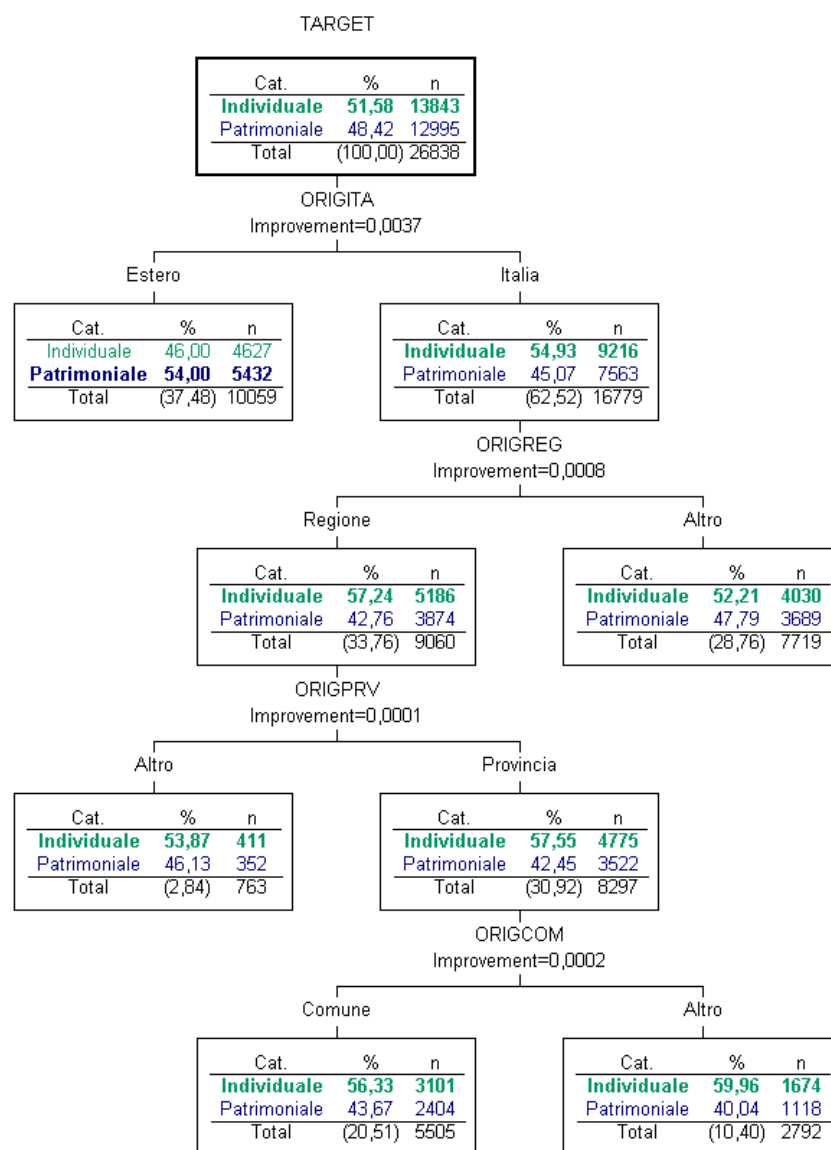 TARGET
Cat. % n
Individuale 51,58 13843
Patrimoniale 48,42 12995
Total (100,00) 26838
ORIGITA
Improvement=0,0037
Estero Italia
Cat. % n Cat. % n
Individuale 46,00 4627 Individuale 54,93 9216
Patrimoniale 54,00 5432 Patrimoniale 45,07 7563
Total (37,48) 10059 Total (62,52) 16779
ORIGREG
Improvement=0,0008
Regione Altro
Cat. % n Cat. % n
Individuale 57,24 5186 Individuale 52,21 4030
Patrimoniale 42,76 3874 Patrimoniale 47,79 3689
Total (33,76) 9060 Total (28,76) 7719
ORIGPRV
Improvement=0,0001
Altro Provincia
Cat. % n Cat. % n
Individuale 53,87 411 Individuale 57,55 4775
Patrimoniale 46,13 352 Patrimoniale 42,45 3522
Total (2,84) 763 Total (30,92) 8297
ORIGCOM
Improvement=0,0002
Comune Altro
Cat. % n Cat. % n
Individuale 56,33 3101 Individuale 59,96 1674
Patrimoniale 43,67 2404 Patrimoniale 40,04 1118
Total (20,51) 5505 Total (10,40) 2792